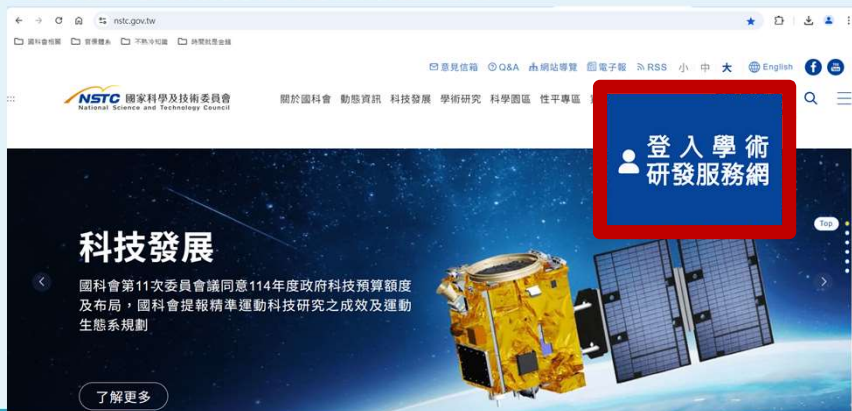 nstc.gov.tw
國科會相關 音標體系 不熟冷知識 時間就是金錢
意見信箱 Q&A 網站導覽 電子報 RSS 小 中 大 English
NSTC 國家科學及技術委員會
National Science and Technology Council
關於國科會 動態資訊 科技發展 學術研究 科學園區 性平專區
登入學術
研發服務網
Top
科技發展
國科會第11次委員會議同意114年度政府科技預算額度
及布局,國科會提報精準運動科技研究之成效及運動
生態系規劃
了解更多